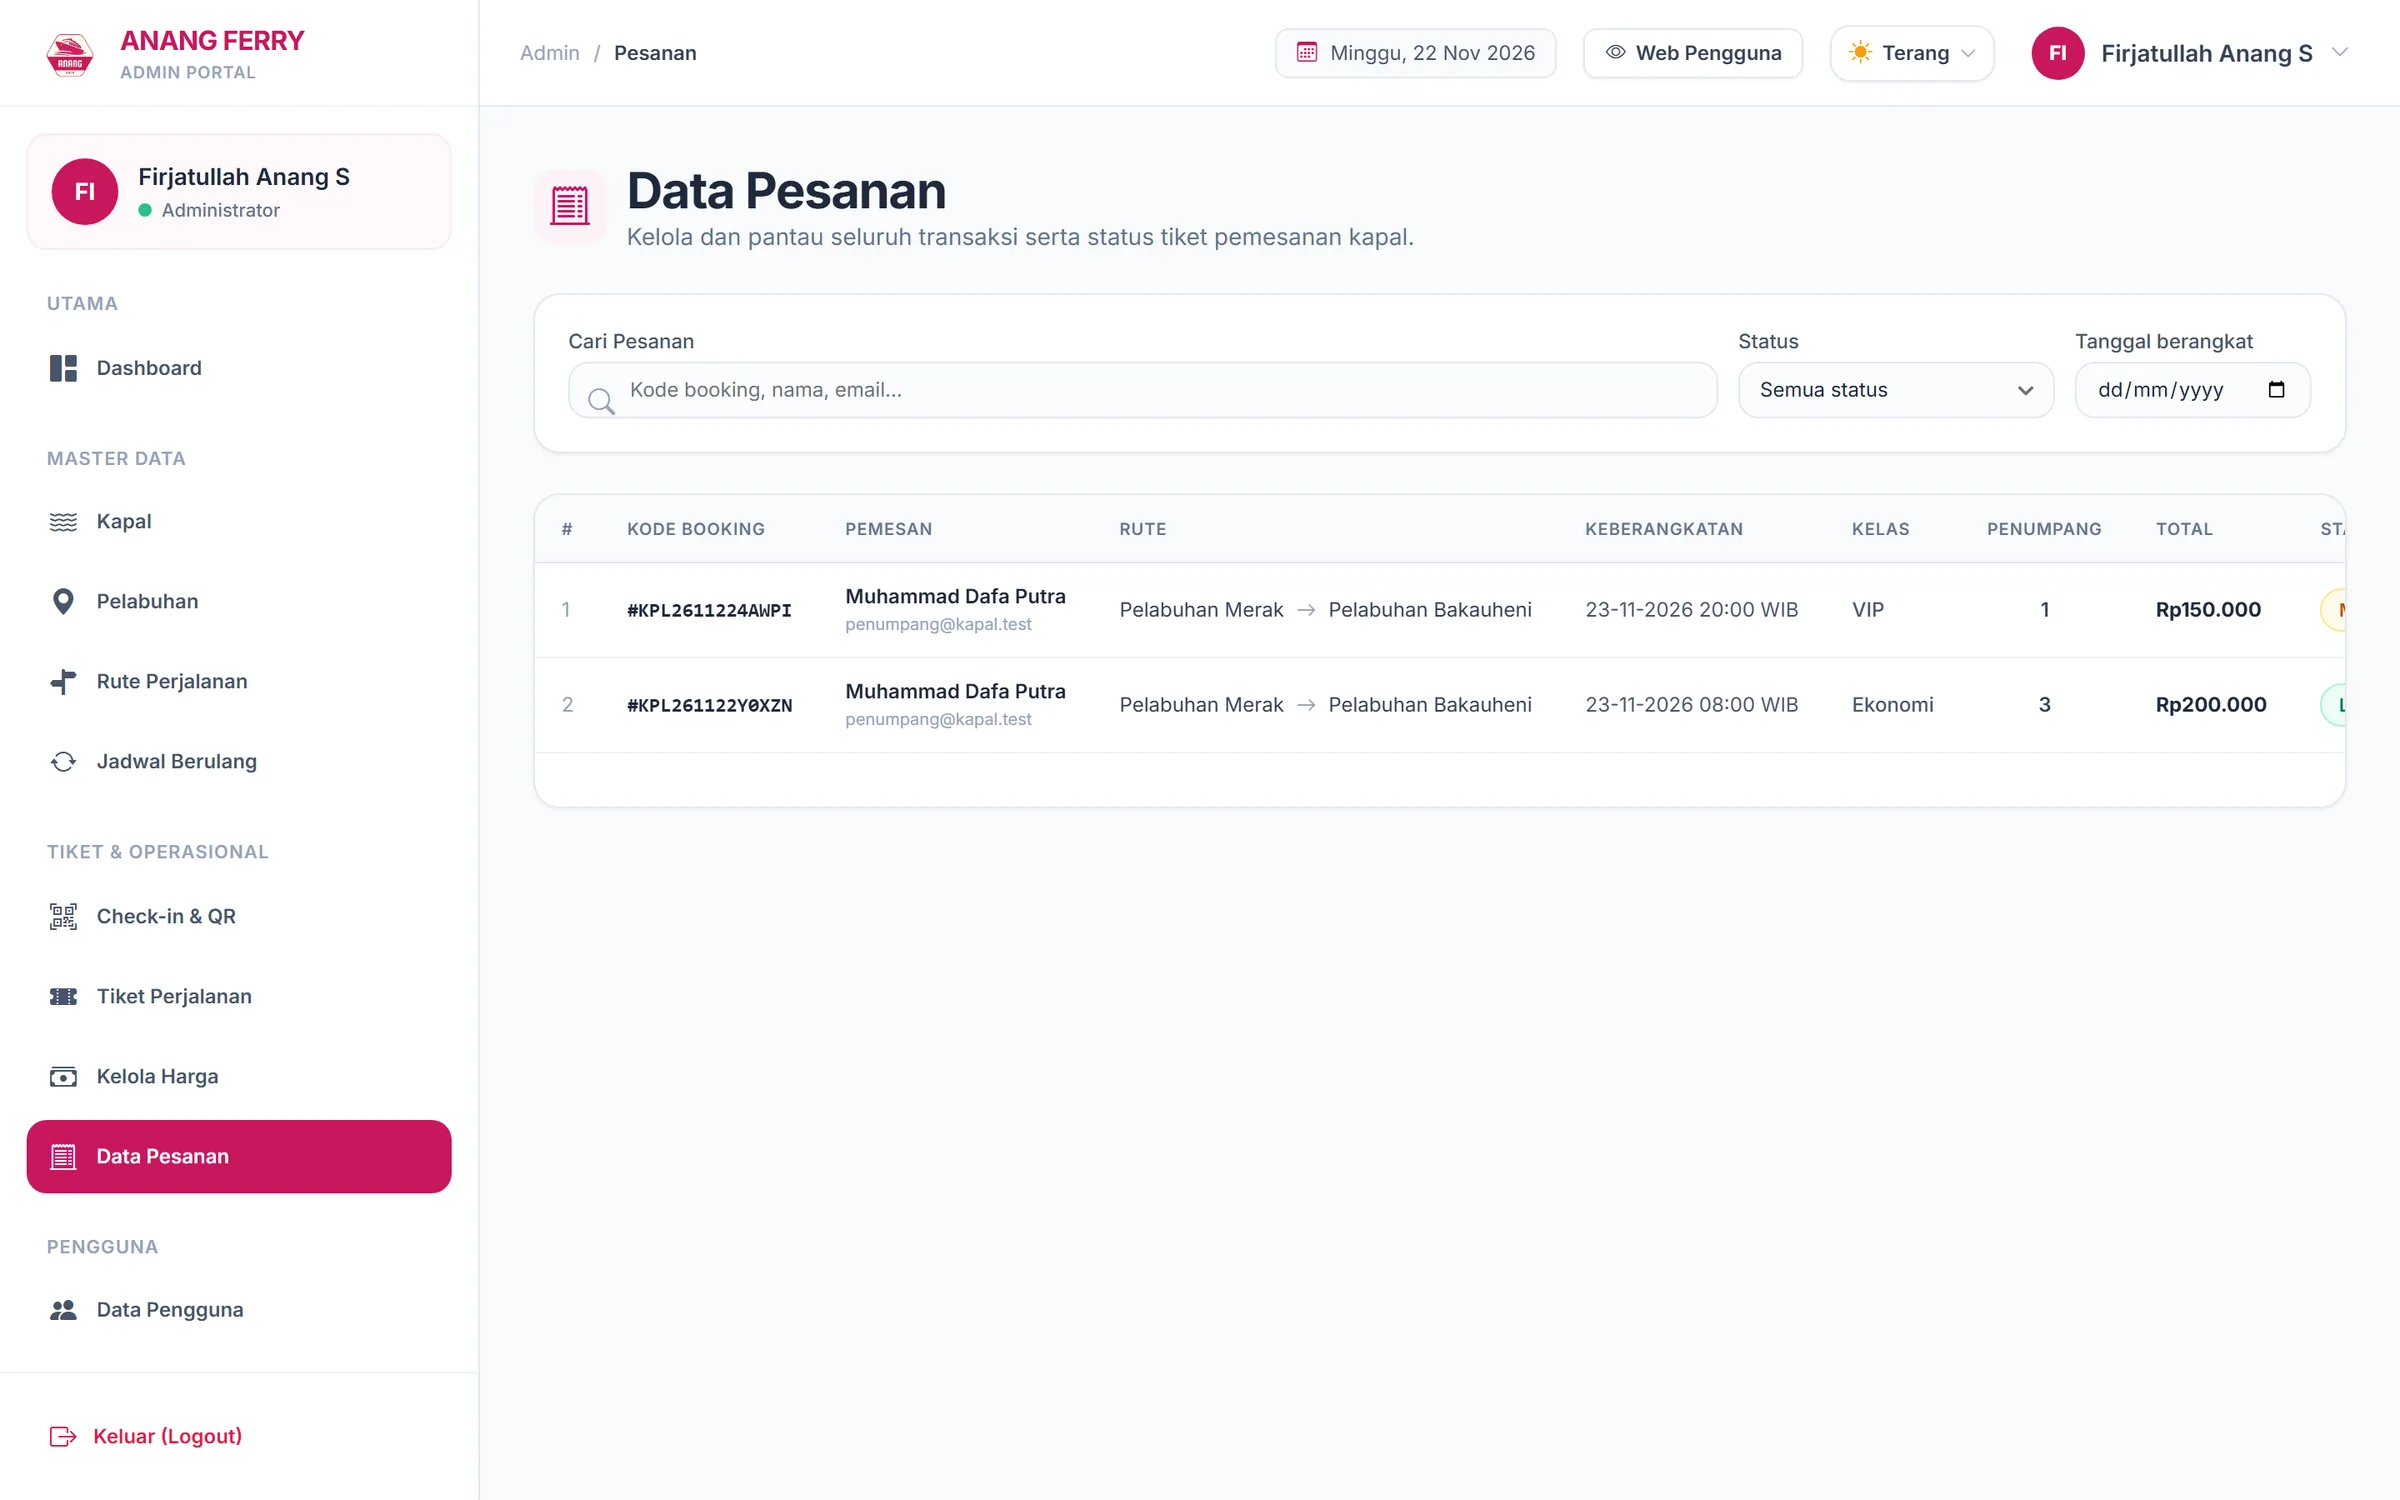 ANANG FERRY
ADMIN PORTAL
ANANG
Admin / Pesanan
Minggu, 22 Nov 2026
Web Pengguna
Terang
FI
Firjatullah Anang S
FI
Firjatullah Anang S
Administrator
UTAMA
Dashboard
MASTER DATA
Kapal
Pelabuhan
Rute Perjalanan
Jadwal Berulang
TIKET & OPERASIONAL
Check-in & QR
Tiket Perjalanan
Kelola Harga
Data Pesanan
PENGGUNA
Data Pengguna
Keluar (Logout)
Data Pesanan
Kelola dan pantau seluruh transaksi serta status tiket pemesanan kapal.
Cari Pesanan
Kode booking, nama, email...
Status
Semua status
Tanggal berangkat
dd/mm/yyyy
# KODE BOOKING PEMESAN RUTE KEBERANGKATAN KELAS PENUMPANG TOTAL
1 #KPL2611224AWPI Muhammad Dafa Putra Pelabuhan Merak → Pelabuhan Bakauheni 23-11-2026 20:00 WIB VIP 1 Rp150.000
penumpang@kapal.test
2 #KPL261122Y0XZN Muhammad Dafa Putra Pelabuhan Merak → Pelabuhan Bakauheni 23-11-2026 08:00 WIB Ekonomi 3 Rp200.000
penumpang@kapal.test